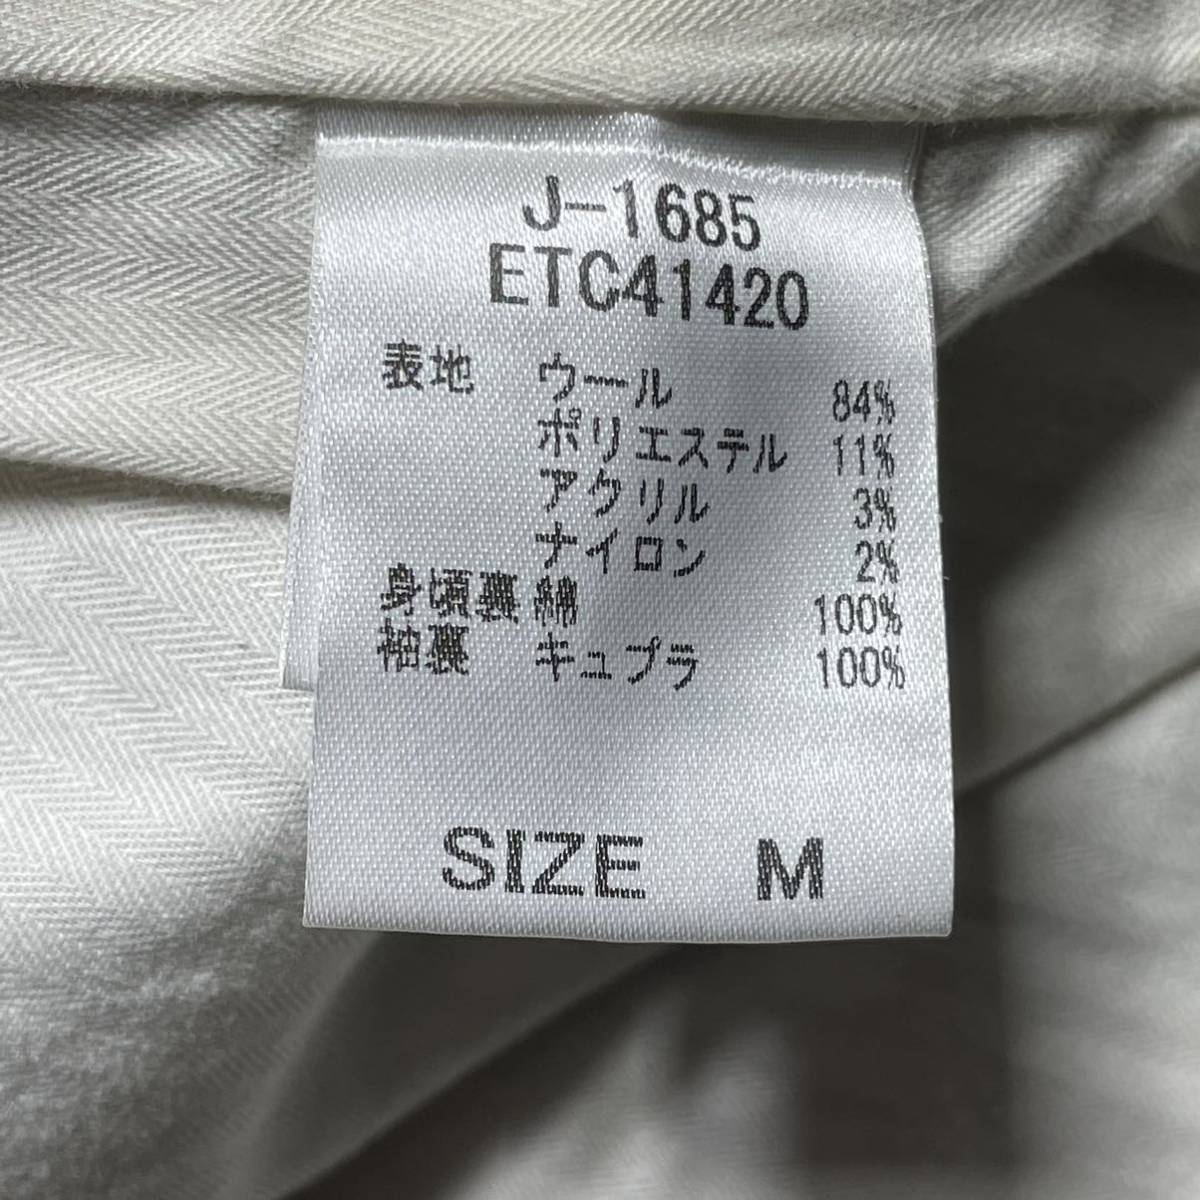 J-1685
ETC41420
表地 ウール 84%
ポリエステル 11%
アクリル 3%
ナイロン 2%
身頃裏 綿 100%
袖裏 キュプラ 100%
SIZE M